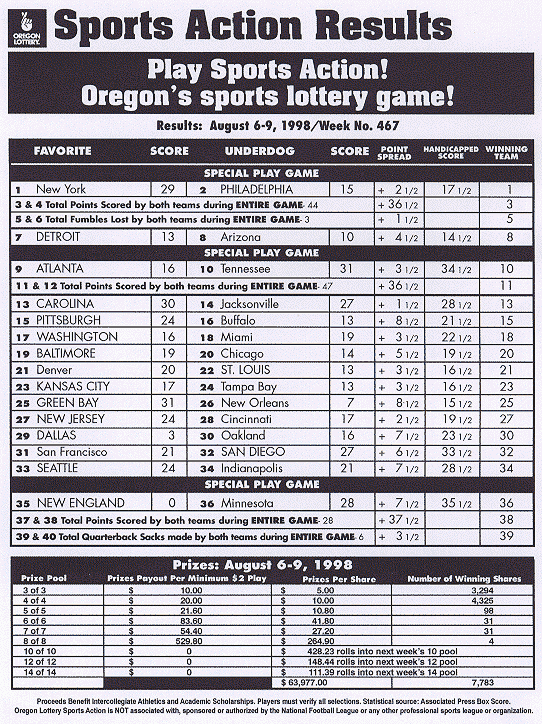 OREGON
LOTTERY.
Sports Action Results
Play Sports Action!
Oregon's sports lottery game!
Results: August 6-9, 1998/Week No. 467
FAVORITE SCORE UNDERDOG SCORE POINT SPREAD HANDICAPPED SCORE WINNING TEAM
SPECIAL PLAY GAME
1 New York 29 2 PHILADELPHIA 15 + 2 1/2 17 1/2 1
3 & 4 Total Points Scored by both teams during ENTIRE GAME- 44 + 36 1/2 3
5 & 6 Total Fumbles Lost by both teams during ENTIRE GAME- 3 + 1 1/2 5
7 DETROIT 13 8 Arizona 10 + 4 1/2 14 1/2 8
SPECIAL PLAY GAME
9 ATLANTA 16 10 Tennessee 31 + 3 1/2 34 1/2 10
11 & 12 Total Points Scored by both teams during ENTIRE GAME- 47 + 36 1/2 11
13 CAROLINA 30 14 Jacksonville 27 + 1 1/2 28 1/2 13
15 PITTSBURGH 24 16 Buffalo 13 + 8 1/2 21 1/2 15
17 WASHINGTON 16 18 Miami 19 + 3 1/2 22 1/2 18
19 BALTIMORE 19 20 Chicago 14 + 5 1/2 19 1/2 20
21 Denver 20 22 ST. LOUIS 13 + 3 1/2 16 1/2 21
23 KANSAS CITY 17 24 Tampa Bay 13 + 3 1/2 16 1/2 23
25 GREEN BAY 31 26 New Orleans 7 + 8 1/2 15 1/2 25
27 NEW JERSEY 24 28 Cincinnati 17 + 2 1/2 19 1/2 27
29 DALLAS 3 30 Oakland 16 + 7 1/2 23 1/2 30
31 San Francisco 21 32 SAN DIEGO 27 + 6 1/2 33 1/2 32
33 SEATTLE 24 34 Indianapolis 21 + 7 1/2 28 1/2 34
SPECIAL PLAY GAME
35 NEW ENGLAND 0 36 Minnesota 28 + 7 1/2 35 1/2 36
37 & 38 Total Points Scored by both teams during ENTIRE GAME- 28 + 37 1/2 38
39 & 40 Total Quarterback Sacks made by both teams during ENTIRE GAME- 6 + 3 1/2 39
Prizes: August 6-9, 1998
Prize Pool Prizes Payout Per Minimum $2 Play Prizes Per Share Number of Winning Shares
3 of 3 $ 10.00 $ 5.00 3,294
4 of 4 $ 20.00 $ 10.00 4,325
5 of 5 $ 21.60 $ 10.80 98
6 of 6 $ 83.60 $ 41.80 31
7 of 7 $ 54.40 $ 27.20 31
8 of 8 $ 529.80 $ 264.90 4
10 of 10 $ 0 $ 428.23 rolls into next week's 10 pool
12 of 12 $ 0 $ 148.44 rolls into next week's 12 pool
14 of 14 $ 0 $ 111.39 rolls into next week's 14 pool
$ 63,977.00 7,783
Proceeds Benefit Intercollegiate Athletics and Academic Scholarships. Players must verify all selections. Statistical source: Associated Press Box Score.
Oregon Lottery Sports Action is NOT associated with, sponsored or authorized by the National Football League or any other professional sports league or organization.